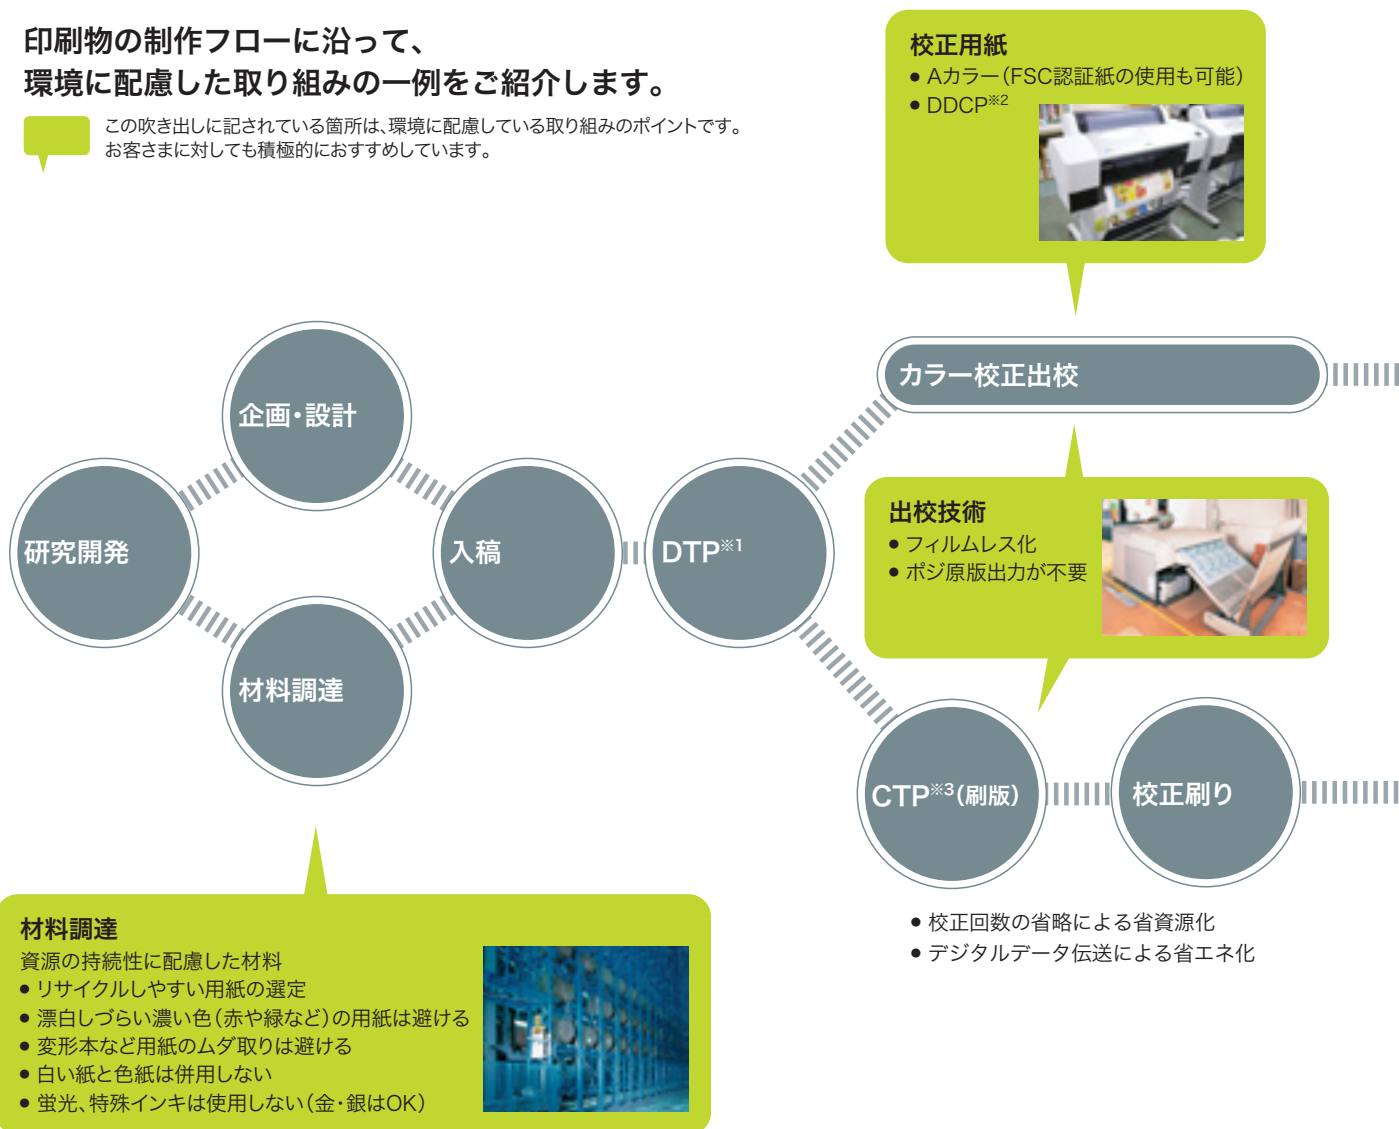 印刷物の制作フローに沿って、
環境に配慮した取り組みの一例をご紹介します。
この吹き出しに記されている箇所は、環境に配慮している取り組みのポイントです。
お客さまに対しても積極的におすすめしています。
校正用紙
● Aカラー（FSC認証紙の使用も可能）
● DDCP※2
カラー校正出校
企画・設計
研究開発
入稿
DTP※1
材料調達
出校技術
● フィルムレス化
● ポジ原版出力が不要
CTP※3（刷版）
校正刷り
● 校正回数の省略による省資源化
● デジタルデータ伝送による省エネ化
材料調達
資源の持続性に配慮した材料
● リサイクルしやすい用紙の選定
● 漂白しづらい濃い色（赤や緑など）の用紙は避ける
● 変形本など用紙のムダ取りは避ける
● 白い紙と色紙は併用しない
● 蛍光、特殊インキは使用しない（金・銀はOK）